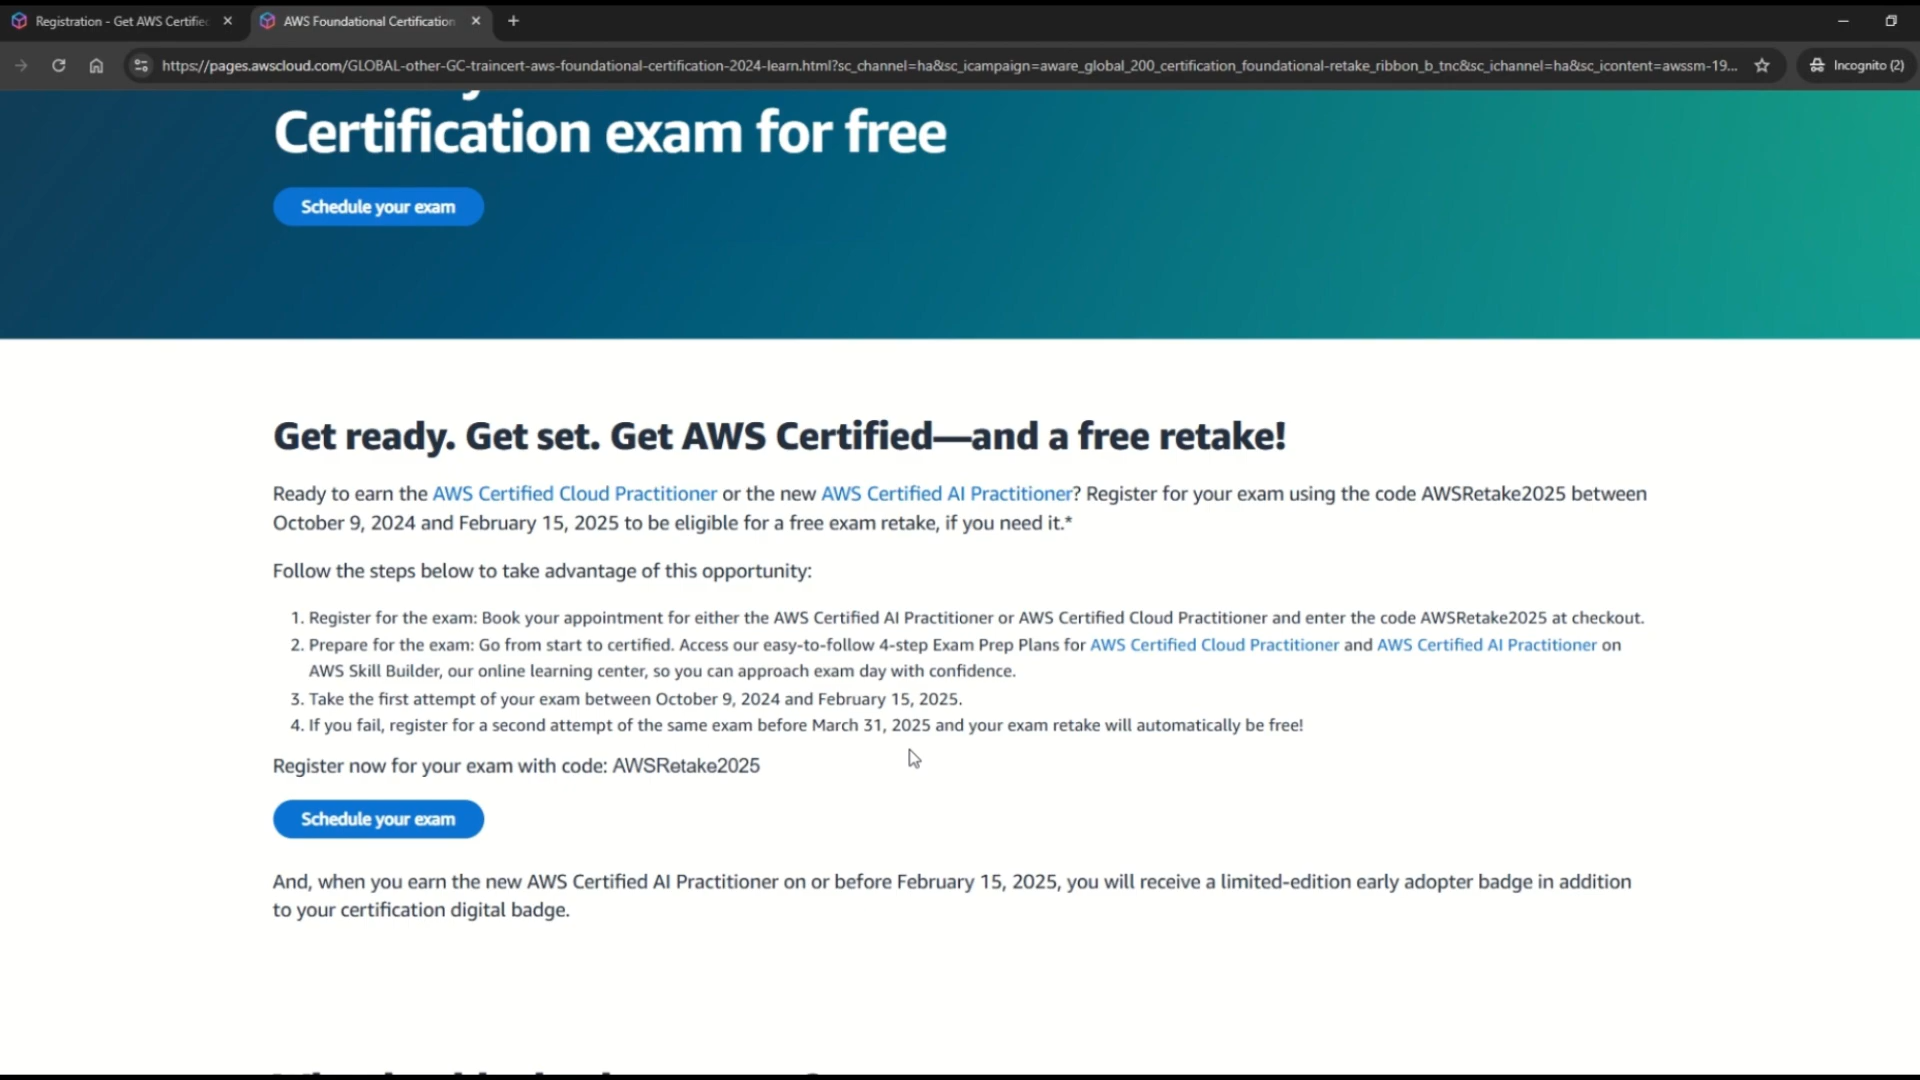 Registration - Get AWS Certifie
AWS Foundational Certification
https://pages.awscloud.com/GLOBAL-other-GC-traincert-aws-foundational-certification-2024-learn.html?sc_channel=ha&sc_icampaign=aware_global_200_certification_foundational-retake_ribbon_b_tnc&sc_ichannel=ha&sc_icontent=awssm-19...
Incognito (2)
Certification exam for free
Schedule your exam
Get ready. Get set. Get AWS Certified—and a free retake!
Ready to earn the AWS Certified Cloud Practitioner or the new AWS Certified AI Practitioner? Register for your exam using the code AWSRetake2025 between
October 9, 2024 and February 15, 2025 to be eligible for a free exam retake, if you need it.*
Follow the steps below to take advantage of this opportunity:
1. Register for the exam: Book your appointment for either the AWS Certified AI Practitioner or AWS Certified Cloud Practitioner and enter the code AWSRetake2025 at checkout.
2. Prepare for the exam: Go from start to certified. Access our easy-to-follow 4-step Exam Prep Plans for AWS Certified Cloud Practitioner and AWS Certified AI Practitioner on
AWS Skill Builder, our online learning center, so you can approach exam day with confidence.
3. Take the first attempt of your exam between October 9, 2024 and February 15, 2025.
4. If you fail, register for a second attempt of the same exam before March 31, 2025 and your exam retake will automatically be free!
Register now for your exam with code: AWSRetake2025
Schedule your exam
And, when you earn the new AWS Certified AI Practitioner on or before February 15, 2025, you will receive a limited-edition early adopter badge in addition
to your certification digital badge.